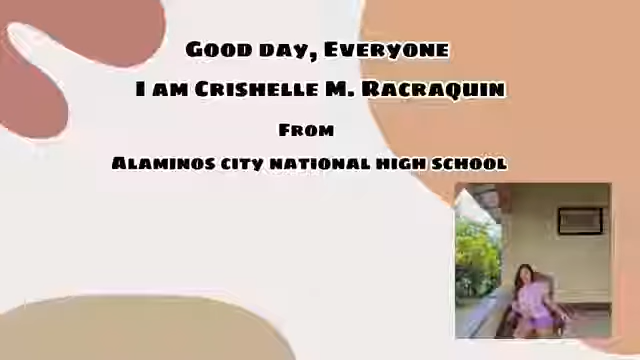 Good day, Everyone
I am Crishelle M. Racraquin
From
Alaminos city national high school